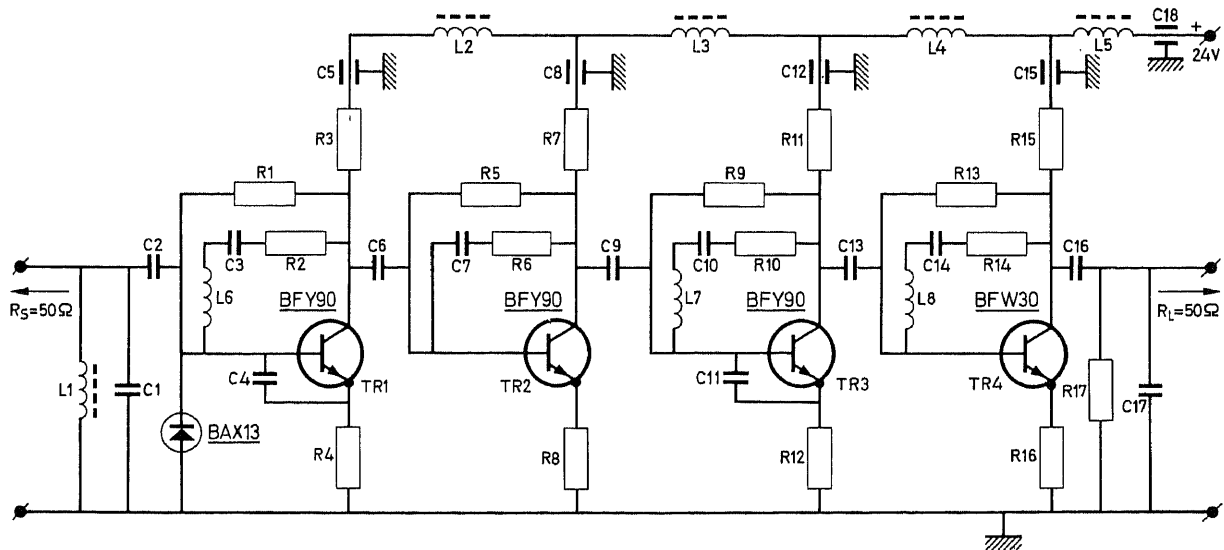 C18
L2
L3
L4
L5
+
24V
C5
C8
C12
C15
R3
R7
R11
R15
R1
R5
R9
R13
C2
C3
R2
C6
C7
R6
C9
C10
R10
C13
C14
R14
C16
L6
BFY90
BFY90
L7
BFY90
L8
BFW30
RS=50Ω
RL=50Ω
L1
C1
C4
TR1
TR2
C11
TR3
TR4
R17
C17
BAX13
R4
R8
R12
R16